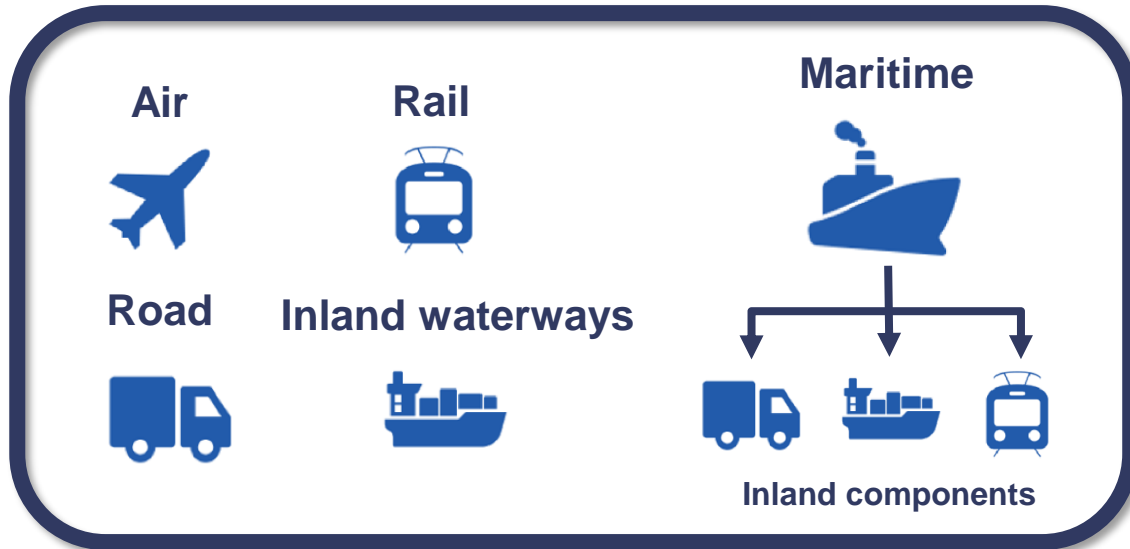 Air
Rail
Maritime
Road
Inland waterways
Inland components